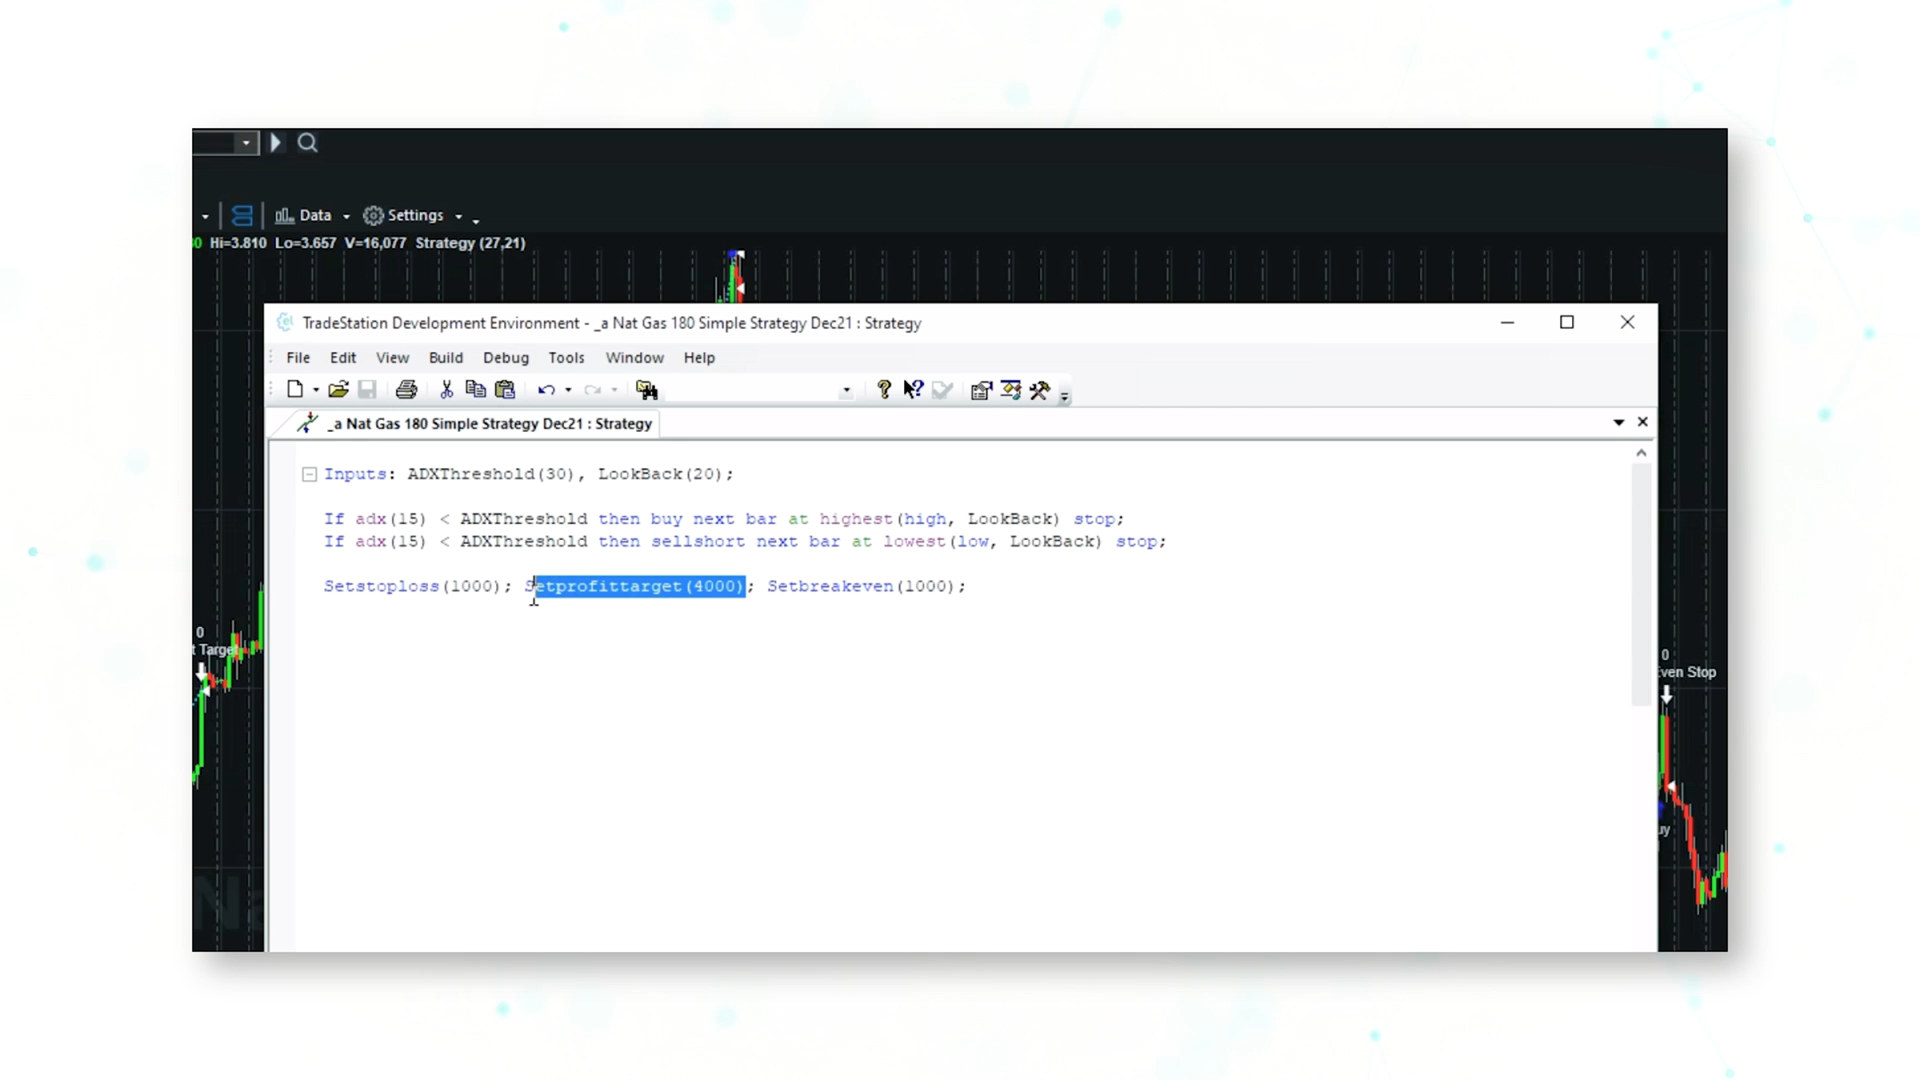 Data Settings
0 Hi=3.810 Lo=3.657 V=16,077 Strategy (27,21)
TradeStation Development Environment - _a Nat Gas 180 Simple Strategy Dec21 : Strategy
File Edit View Build Debug Tools Window Help
_a Nat Gas 180 Simple Strategy Dec21 : Strategy
Inputs: ADXThreshold(30), LookBack(20);
If adx(15) < ADXThreshold then buy next bar at highest(high, LookBack) stop;
If adx(15) < ADXThreshold then sellshort next bar at lowest(low, LookBack) stop;
Setstoploss(1000); Setprofittarget(4000); Setbreakeven(1000);
0
t Target
0
Even Stop
uy
Na